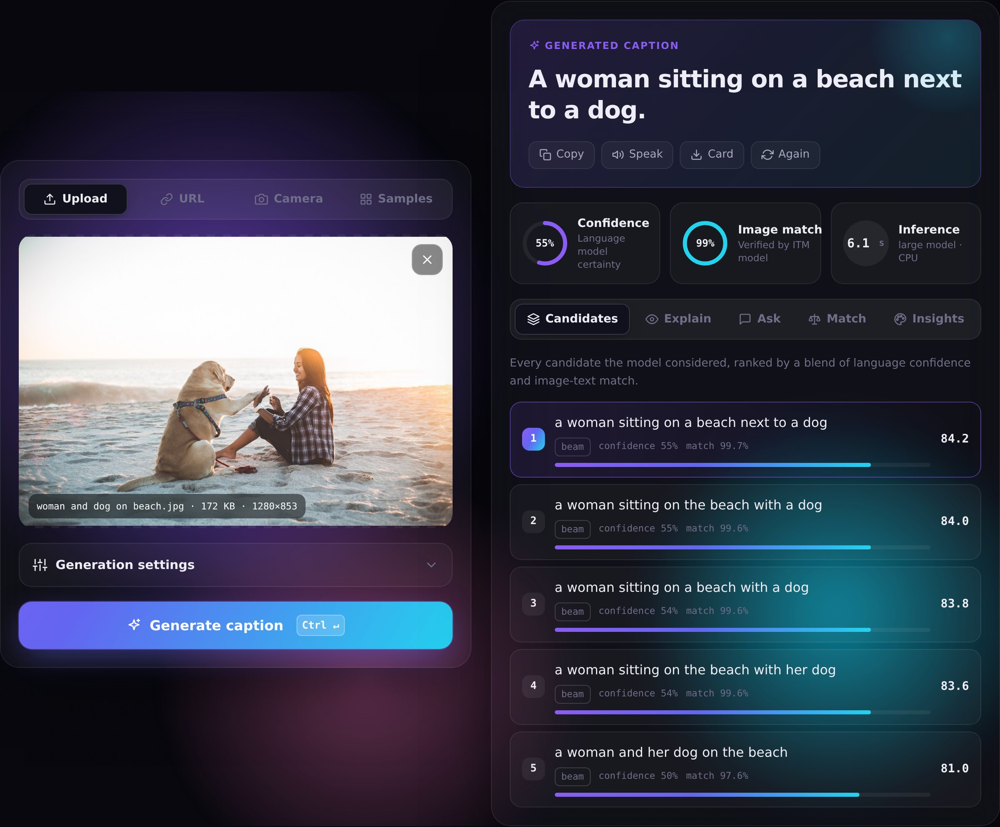 Upload
URL
Camera
Samples
woman and dog on beach.jpg · 172 KB · 1280×853
Generation settings
Generate caption Ctrl ↵
GENERATED CAPTION
A woman sitting on a beach next
to a dog.
Copy
Speak
Card
Again
55%
Confidence
Language
model
certainty
99%
Image match
Verified by ITM
model
6.1 s
Inference
large model ·
CPU
Candidates
Explain
Ask
Match
Insights
Every candidate the model considered, ranked by a blend of language confidence
and image-text match.
1
a woman sitting on a beach next to a dog
beam confidence 55% match 99.7%
84.2
2
a woman sitting on the beach with a dog
beam confidence 55% match 99.6%
84.0
3
a woman sitting on a beach with a dog
beam confidence 54% match 99.6%
83.8
4
a woman sitting on the beach with her dog
beam confidence 54% match 99.6%
83.6
5
a woman and her dog on the beach
beam confidence 50% match 97.6%
81.0